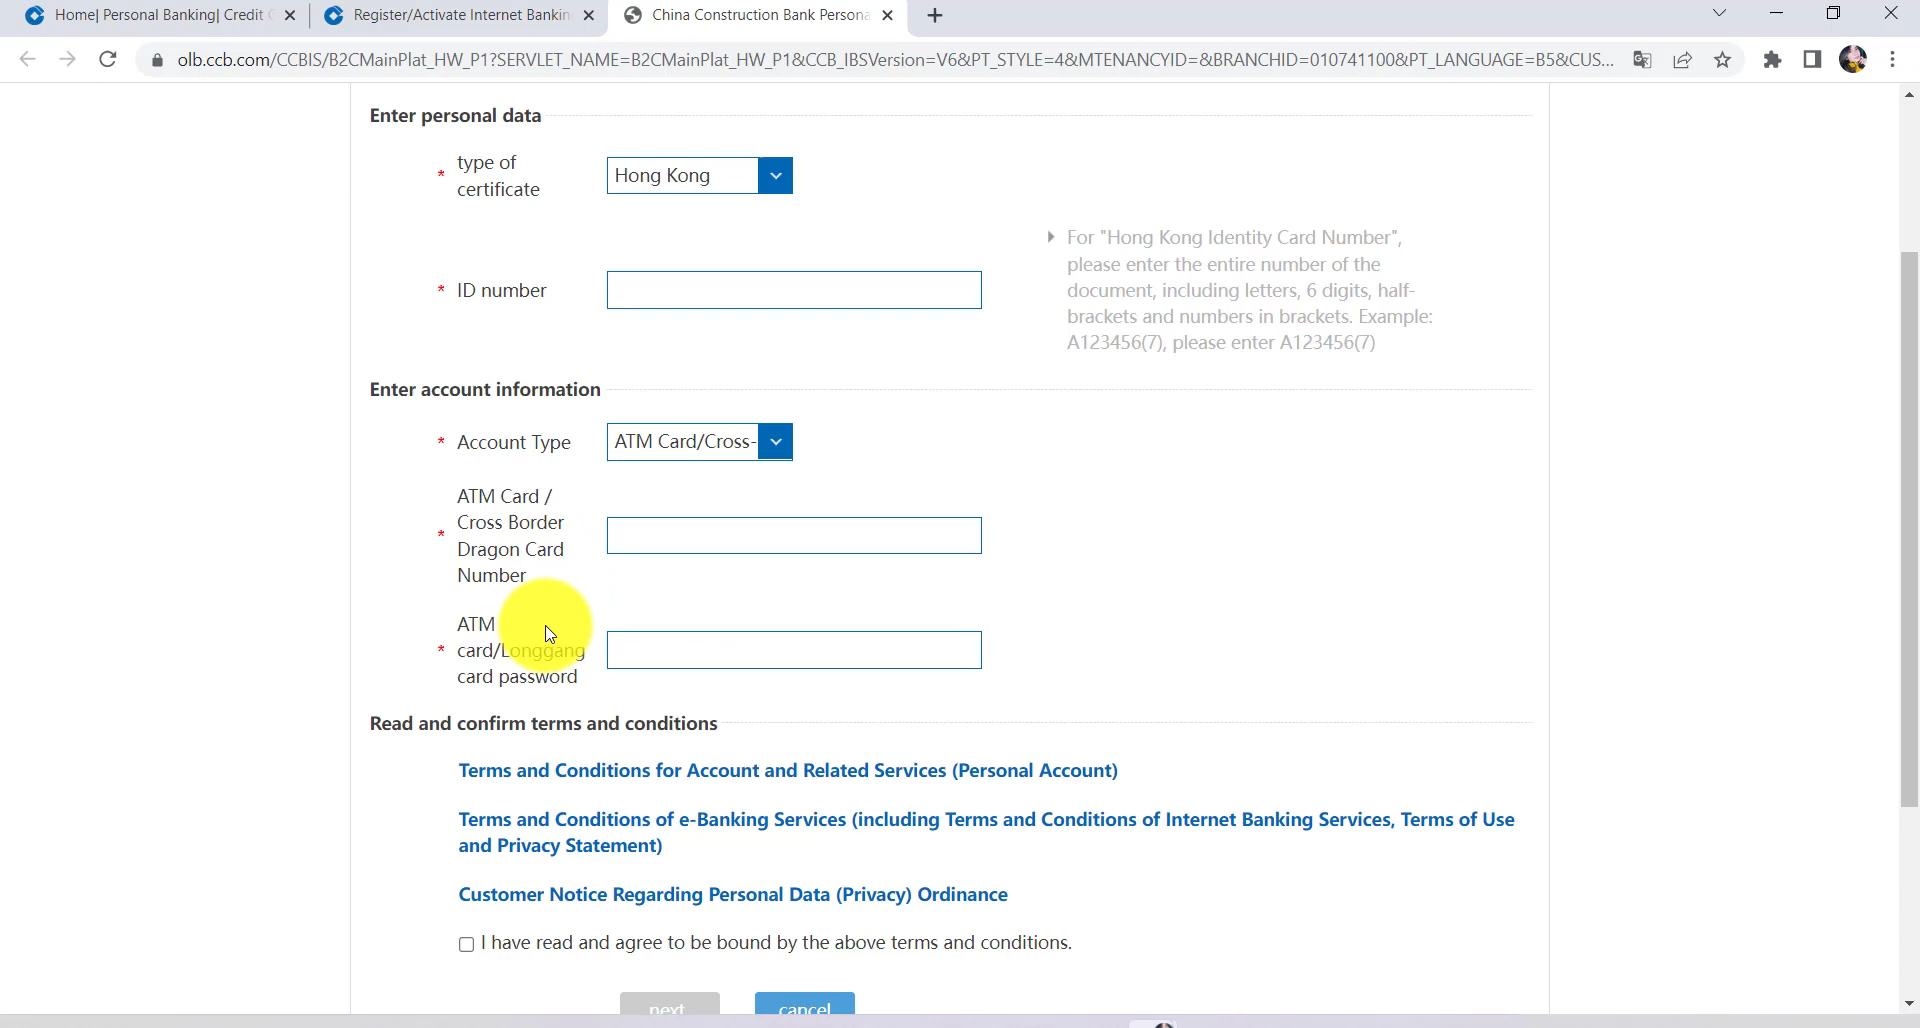 Home| Personal Banking| Credit
Register/Activate Internet Bankin
China Construction Bank Persona
olb.ccb.com/CCBIS/B2CMainPlat_HW_P1?SERVLET_NAME=B2CMainPlat_HW_P1&CCB_IBSVersion=V6&PT_STYLE=4&MTENANCYID=&BRANCHID=010741100&PT_LANGUAGE=B5&CUS...
Enter personal data
* type of
certificate
Hong Kong
* ID number
For "Hong Kong Identity Card Number",
please enter the entire number of the
document, including letters, 6 digits, half-
brackets and numbers in brackets. Example:
A123456(7), please enter A123456(7)
Enter account information
* Account Type
ATM Card/Cross-
ATM Card /
Cross Border
* Dragon Card
Number
ATM
* card/Longgang
card password
Read and confirm terms and conditions
Terms and Conditions for Account and Related Services (Personal Account)
Terms and Conditions of e-Banking Services (including Terms and Conditions of Internet Banking Services, Terms of Use
and Privacy Statement)
Customer Notice Regarding Personal Data (Privacy) Ordinance
I have read and agree to be bound by the above terms and conditions.
next
cancel